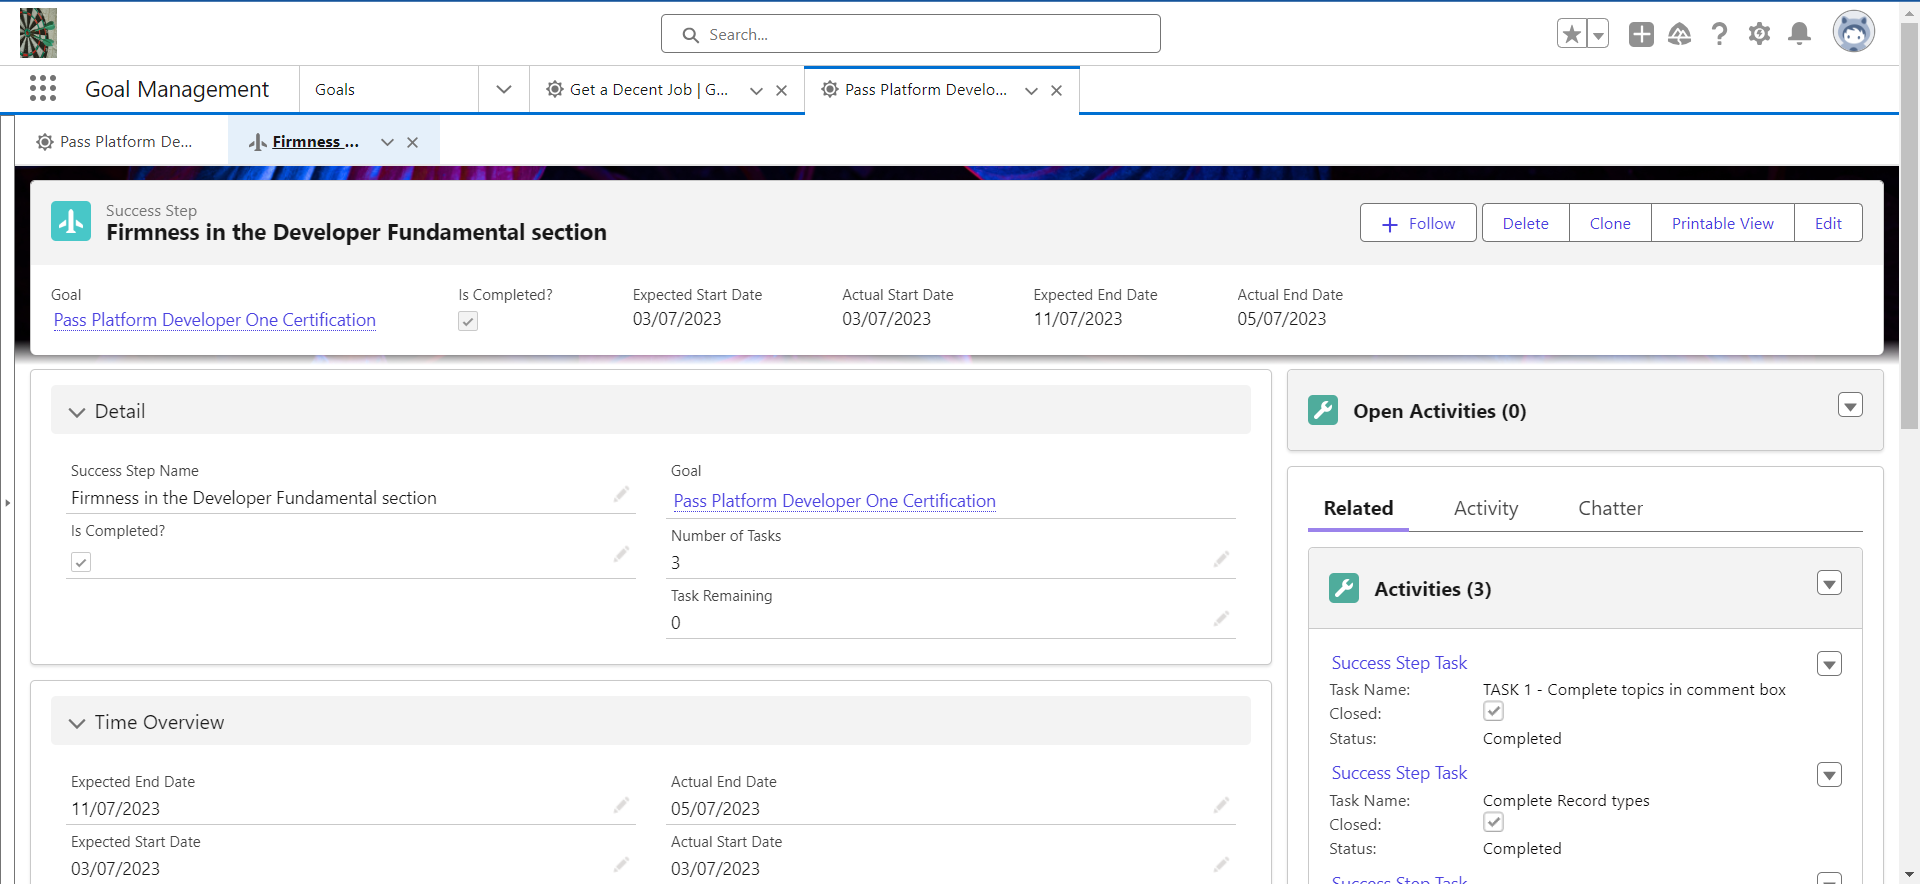 Search...
Goal Management
Goals
Get a Decent Job | G...
Pass Platform Develo...
Pass Platform De...
Firmness ...
Success Step
Firmness in the Developer Fundamental section
Follow
Delete
Clone
Printable View
Edit
Goal
Pass Platform Developer One Certification
Is Completed?
Expected Start Date
03/07/2023
Actual Start Date
03/07/2023
Expected End Date
11/07/2023
Actual End Date
05/07/2023
Detail
Success Step Name
Firmness in the Developer Fundamental section
Is Completed?
Goal
Pass Platform Developer One Certification
Number of Tasks
3
Task Remaining
0
Time Overview
Expected End Date
11/07/2023
Actual End Date
05/07/2023
Expected Start Date
03/07/2023
Actual Start Date
03/07/2023
Open Activities (0)
Related
Activity
Chatter
Activities (3)
Success Step Task
Task Name: TASK 1 - Complete topics in comment box
Closed:
Status: Completed
Success Step Task
Task Name: Complete Record types
Closed:
Status: Completed
Success Step Task